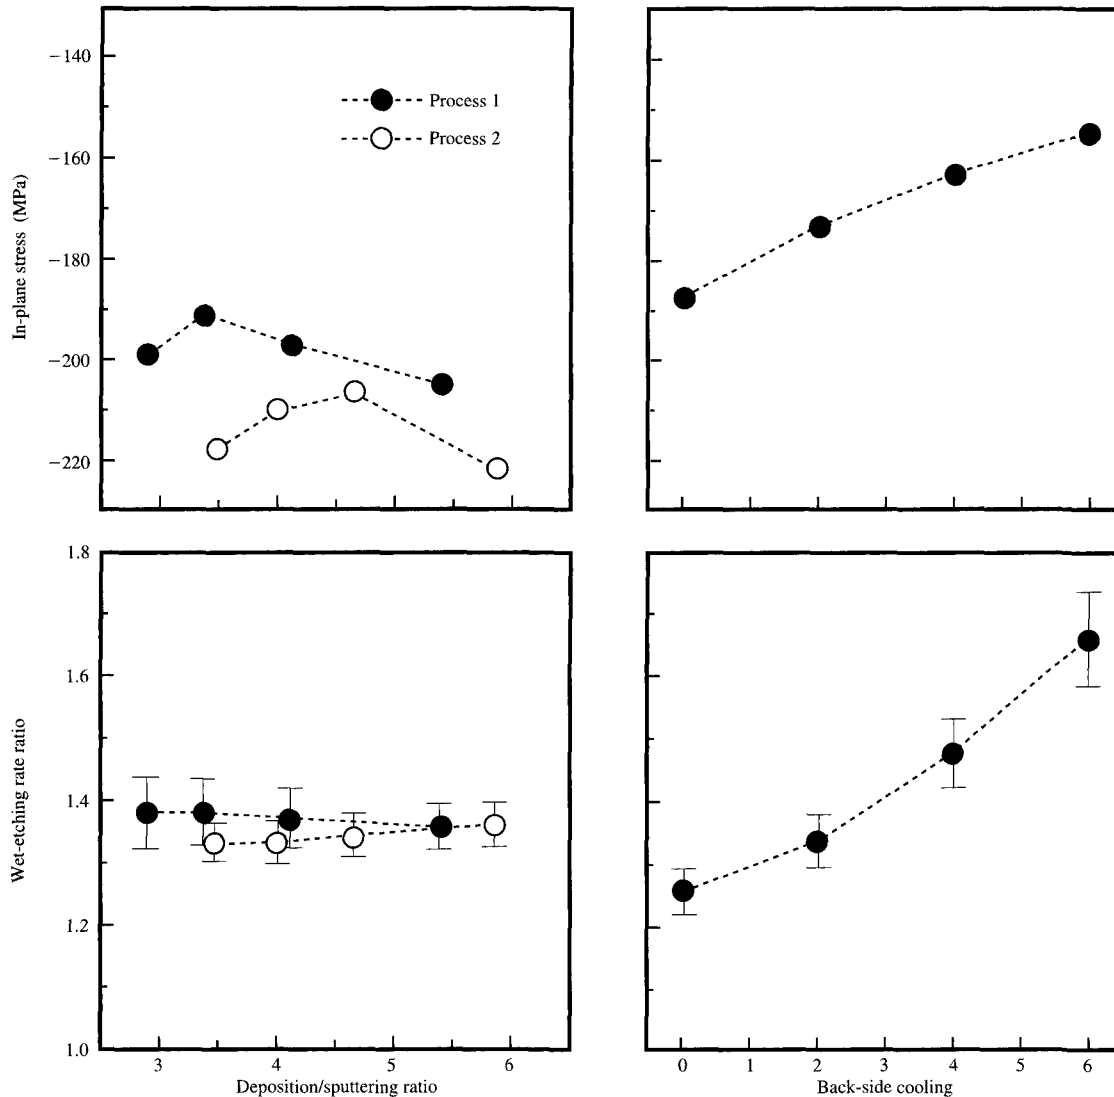 In-plane stress (MPa)
−140
−160
−180
−200
−220
Process 1
Process 2
Wet-etching rate ratio
1.8
1.6
1.4
1.2
1.0
3 4 5 6
Deposition/sputtering ratio
0 1 2 3 4 5 6
Back-side cooling